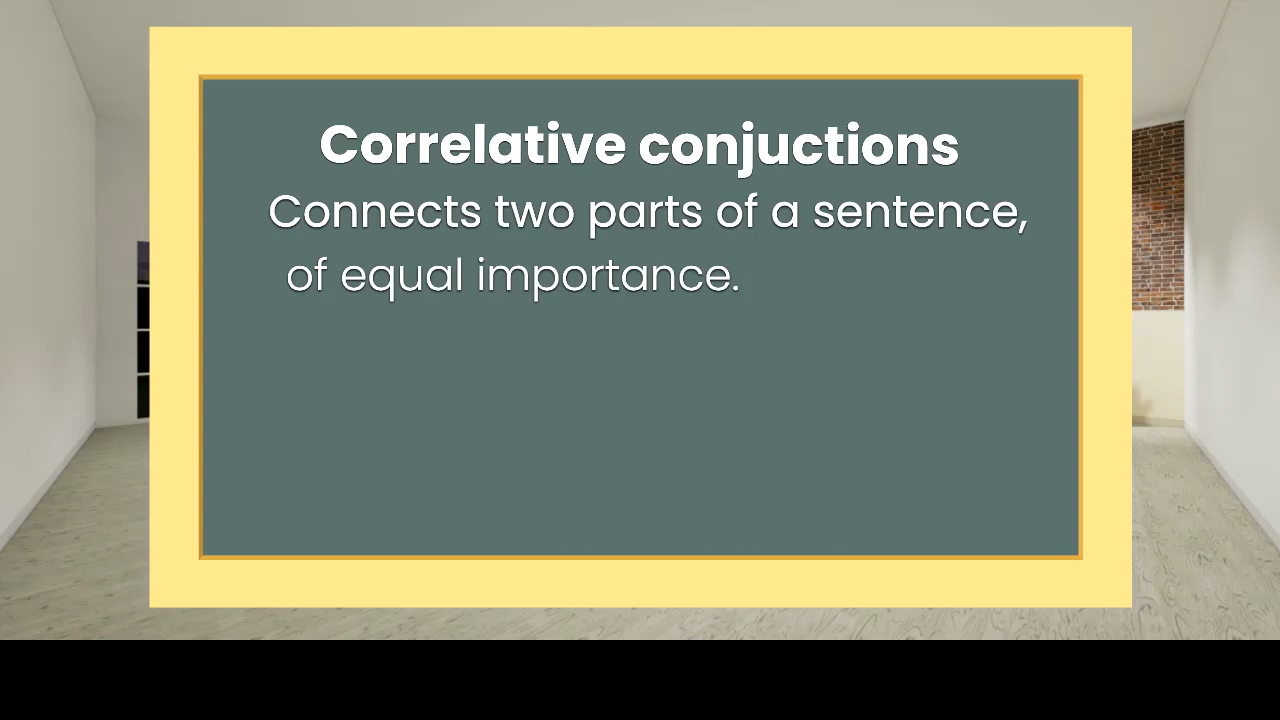 Correlative conjuctions
Connects two parts of a sentence,
of equal importance.